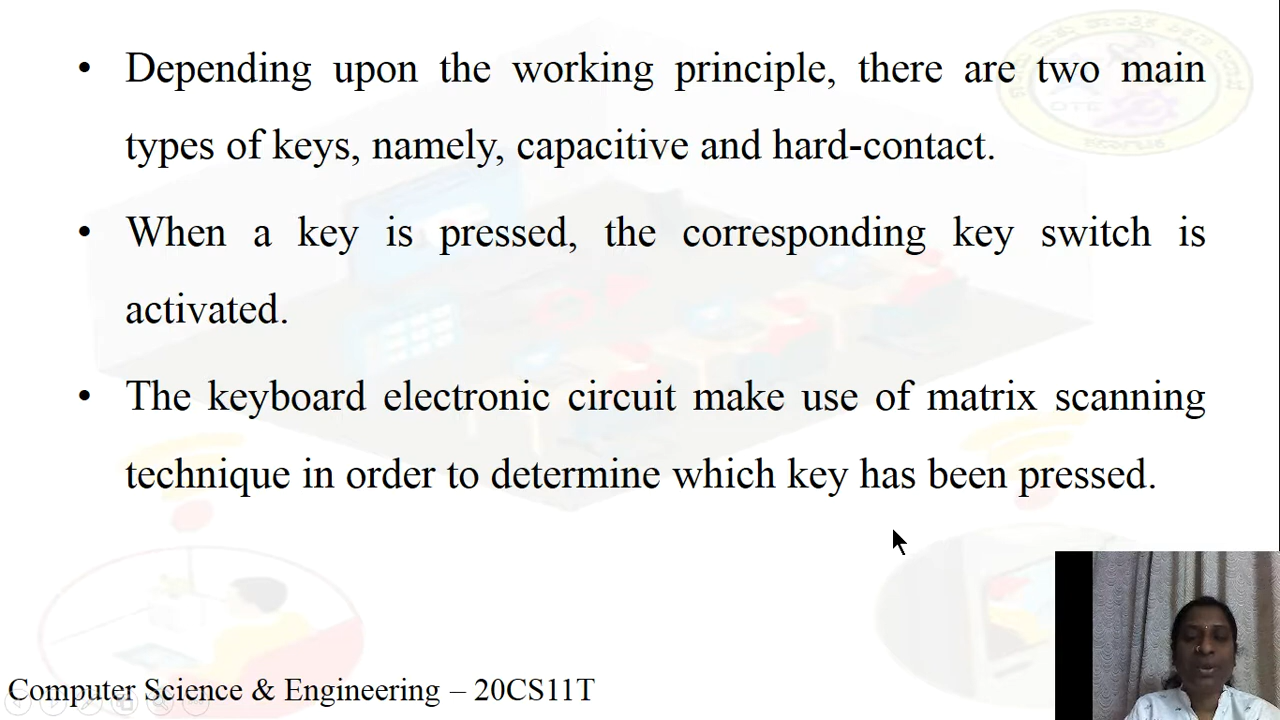 • Depending upon the working principle, there are two main
types of keys, namely, capacitive and hard-contact.
• When a key is pressed, the corresponding key switch is
activated.
• The keyboard electronic circuit make use of matrix scanning
technique in order to determine which key has been pressed.
Computer Science & Engineering – 20CS11T